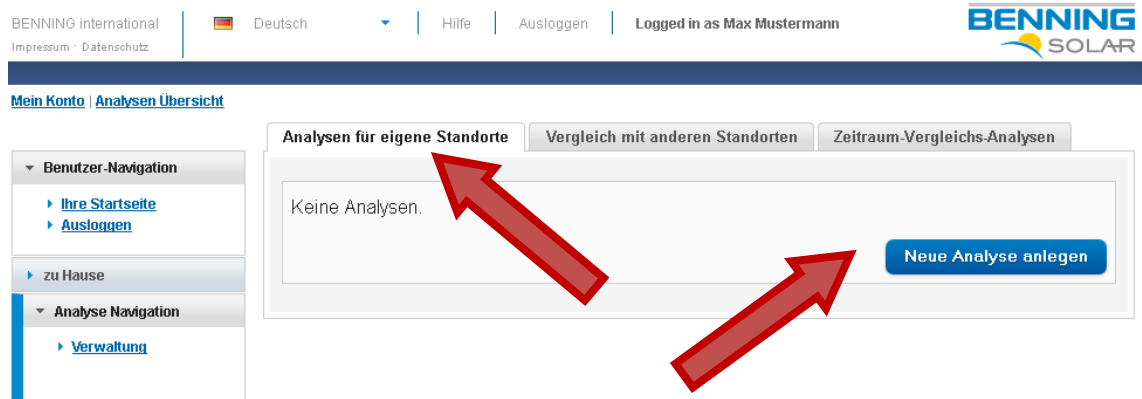 BENNING international
Deutsch
Hilfe
Ausloggen
Logged in as Max Mustermann
Impressum · Datenschutz
BENNING
SOLAR
Mein Konto | Analysen Übersicht
Analysen für eigene Standorte
Vergleich mit anderen Standorten
Zeitraum-Vergleichs-Analysen
Benutzer-Navigation
Ihre Startseite
Ausloggen
zu Hause
Analyse Navigation
Verwaltung
Keine Analysen.
Neue Analyse anlegen